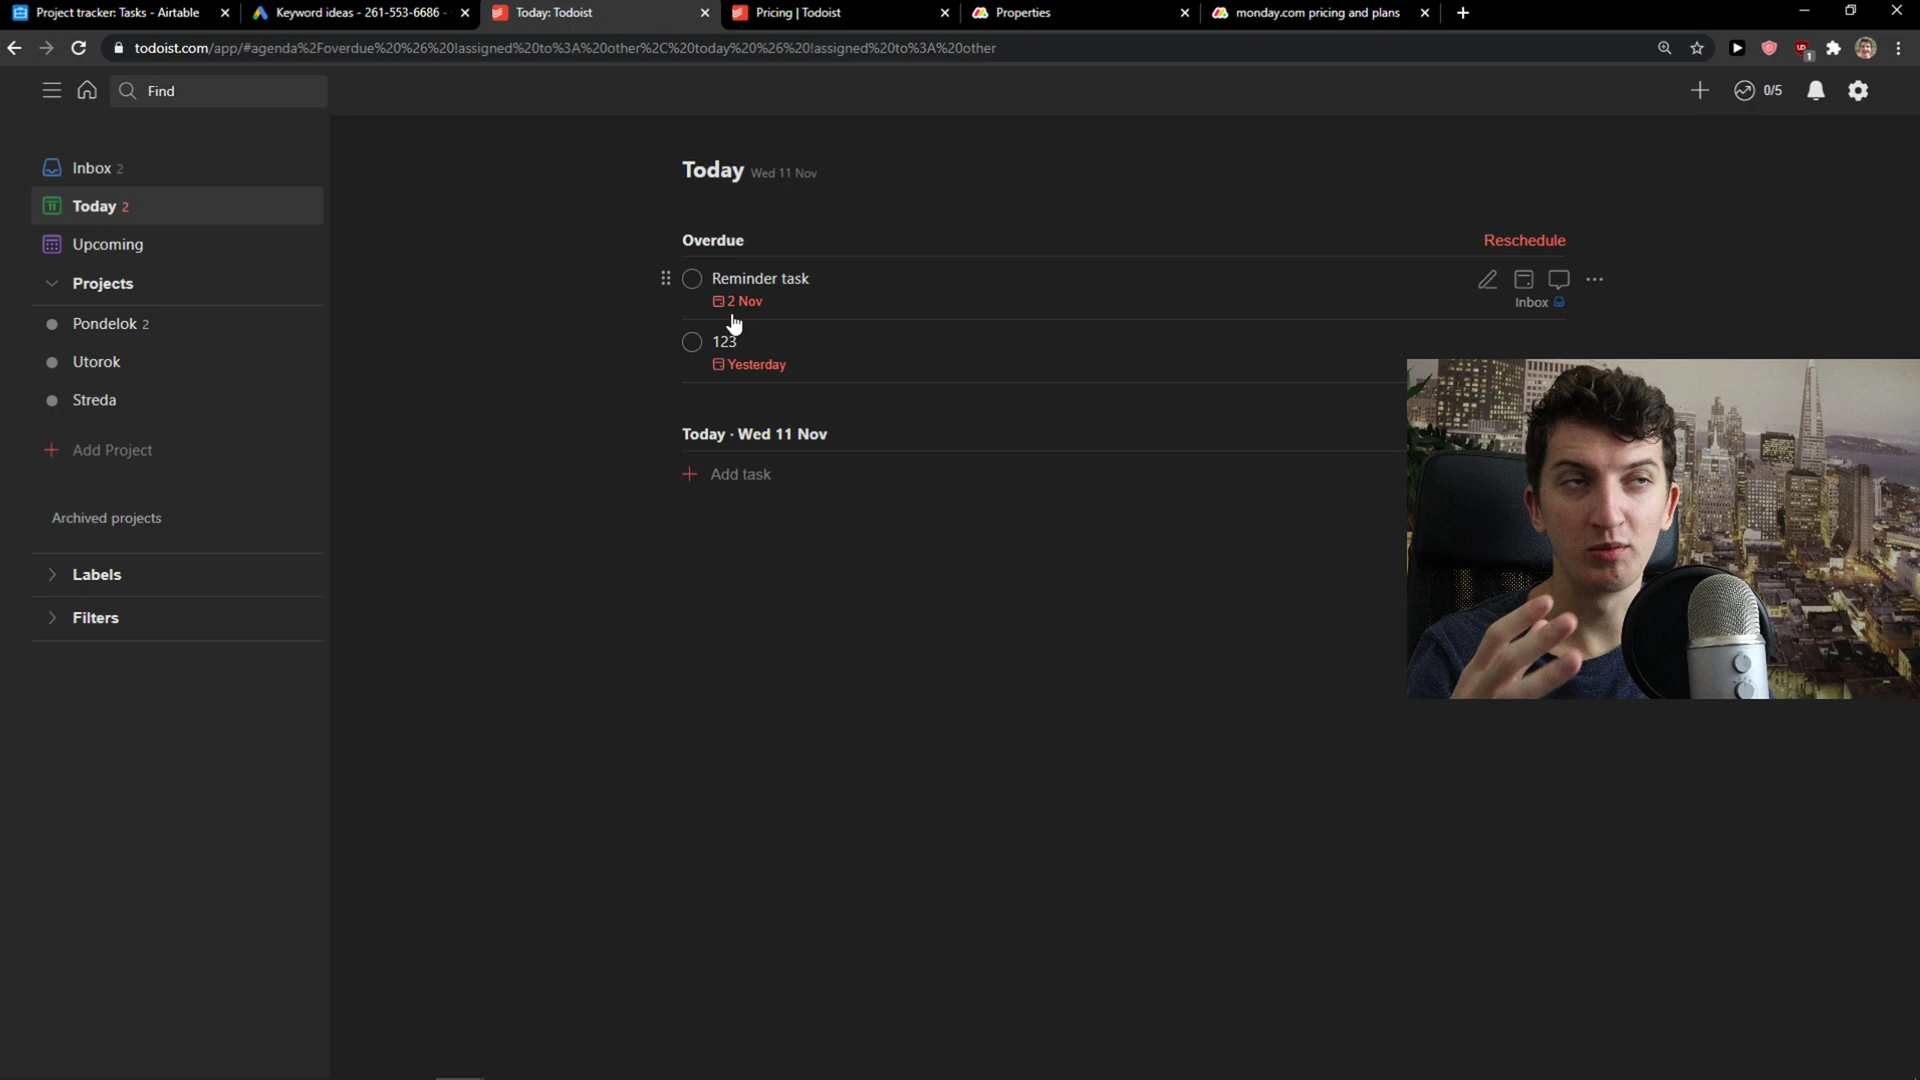 Project tracker: Tasks - Airtable
Keyword ideas - 261-553-6686 -
Today: Todoist
Pricing | Todoist
Properties
monday.com pricing and plans
todoist.com/app/#agenda%2Foverdue%20%26%20!assigned%20to%3A%20other%2C%20today%20%26%20!assigned%20to%3A%20other
UD
1
Find
0/5
Inbox 2
11
Today 2
Upcoming
Projects
Pondelok 2
Utorok
Streda
Add Project
Archived projects
Labels
Filters
Today Wed 11 Nov
Overdue
Reschedule
Reminder task
2 Nov
Inbox
123
Yesterday
Today · Wed 11 Nov
Add task